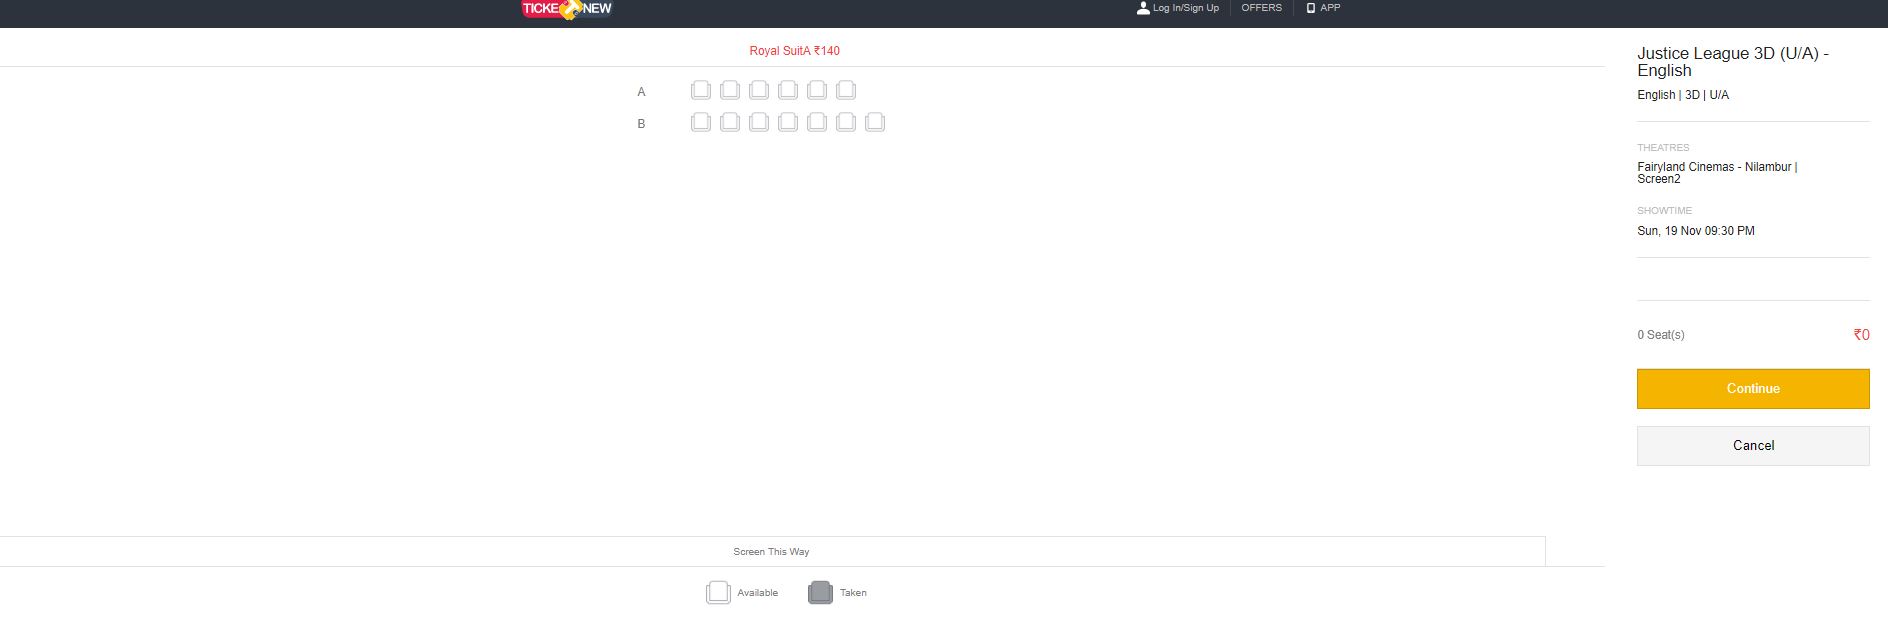 TICKETNEW
Log In/Sign Up
OFFERS
APP
Royal SuitA ₹140
A
B
Screen This Way
Available
Taken
Justice League 3D (U/A) -
English
English | 3D | U/A
THEATRES
Fairyland Cinemas - Nilambur |
Screen2
SHOWTIME
Sun, 19 Nov 09:30 PM
0 Seat(s)
₹0
Continue
Cancel